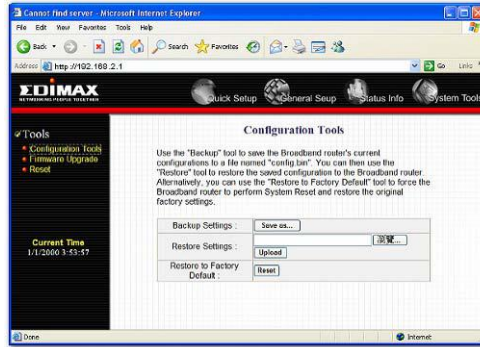 Cannot find server - Microsoft Internet Explorer
File Edit View Favorites Tools Help
Back Search Favorites
Address http://192.168.2.1 Go Links
EDIMAX
NETWORKING PEOPLE TOGETHER
Quick Setup General Seup Status Info System Tools
Tools
Configuration Tools
Firmware Upgrade
Reset
Current Time
1/1/2000 3:53:57
Configuration Tools
Use the "Backup" tool to save the Broadband router's current
configurations to a file named "config.bin". You can then use the
"Restore" tool to restore the saved configuration to the Broadband router.
Alternatively, you can use the "Restore to Factory Default" tool to force the
Broadband router to perform System Reset and restore the original
factory settings.
Backup Settings : Save as...
Restore Settings : 瀏覽...
Upload
Restore to Factory
Default : Reset
Done Internet